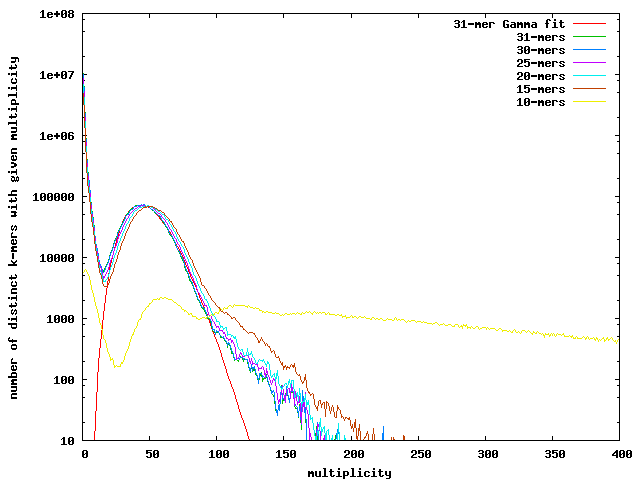 1e+08
1e+07
1e+06
100000
10000
1000
100
10
number of distinct k-mers with given multiplicity
31-mer Gamma fit
31-mers
30-mers
25-mers
20-mers
15-mers
10-mers
0 50 100 150 200 250 300 350 400
multiplicity